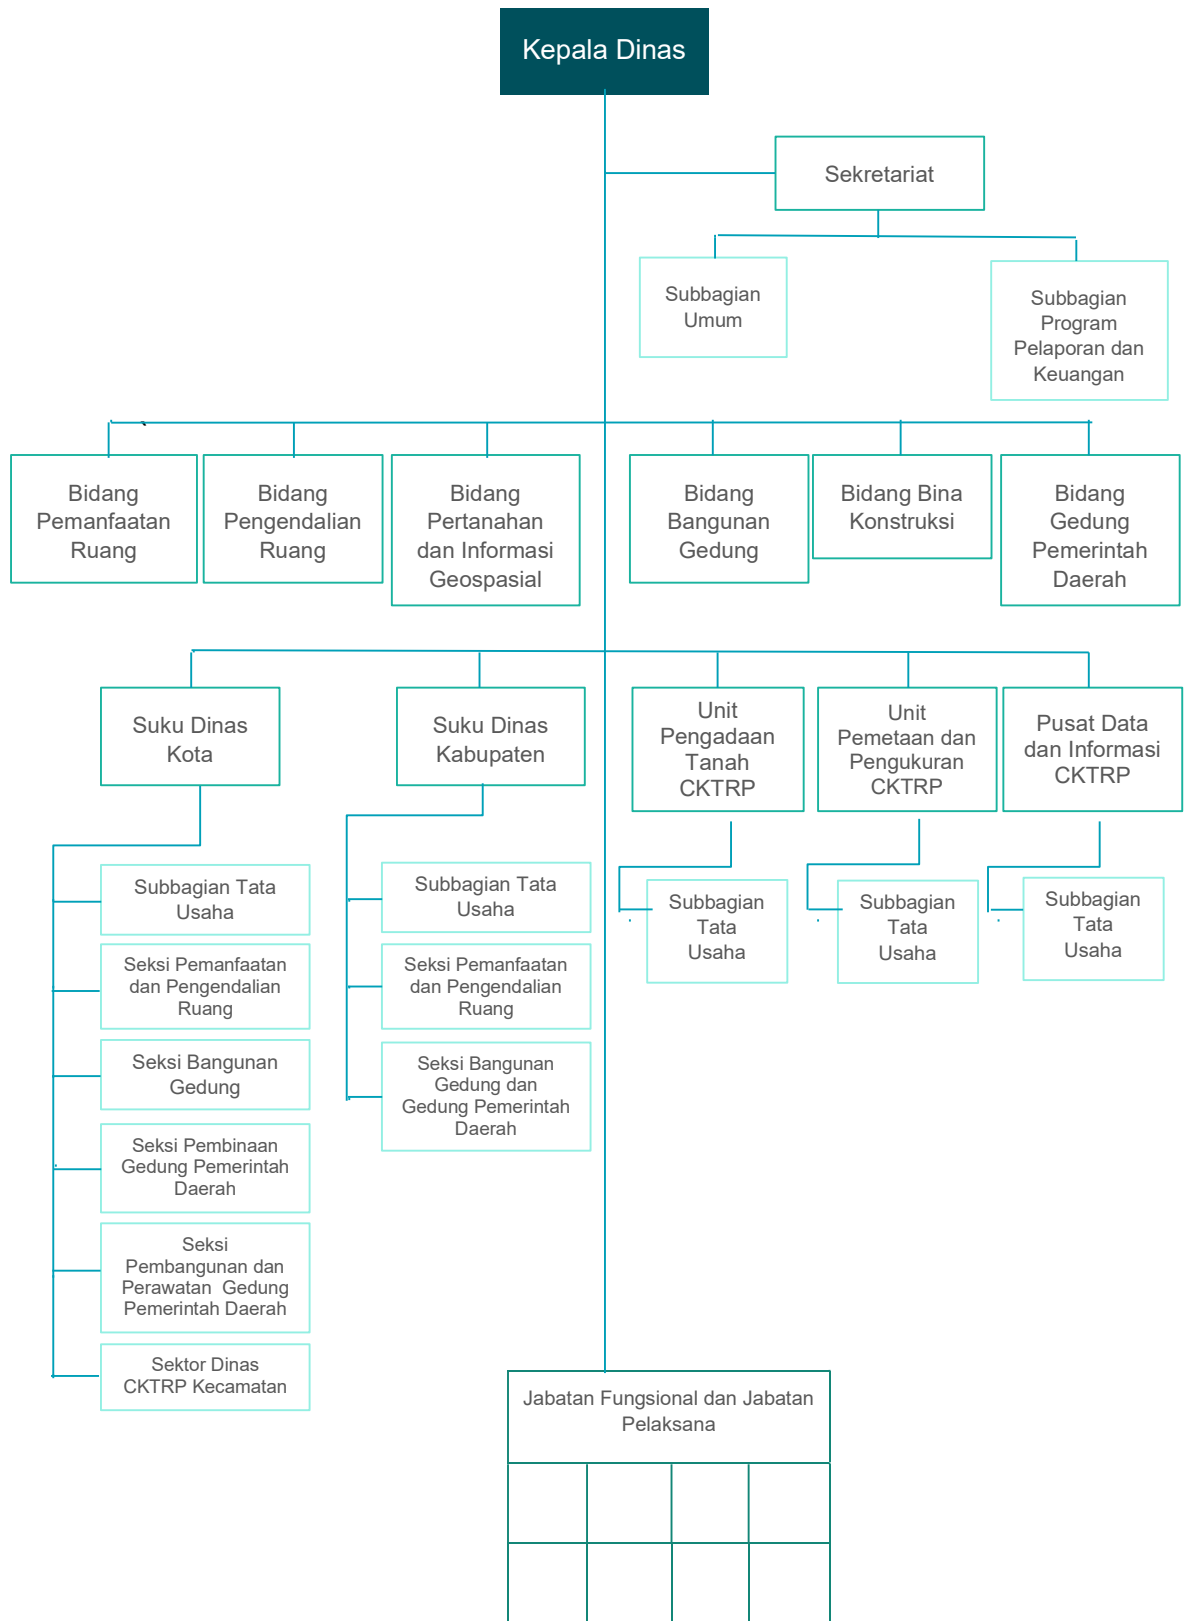 Kepala Dinas
Sekretariat
Subbagian
Umum
Subbagian
Program
Pelaporan dan
Keuangan
Bidang
Pemanfaatan
Ruang
Bidang
Pengendalian
Ruang
Bidang
Pertanahan
dan Informasi
Geospasial
Bidang
Bangunan
Gedung
Bidang Bina
Konstruksi
Bidang
Gedung
Pemerintah
Daerah
Suku Dinas
Kota
Suku Dinas
Kabupaten
Unit
Pengadaan
Tanah
CKTRP
Unit
Pemetaan dan
Pengukuran
CKTRP
Pusat Data
dan Informasi
CKTRP
Subbagian Tata
Usaha
Seksi Pemanfaatan
dan Pengendalian
Ruang
Seksi Bangunan
Gedung
Seksi Pembinaan
Gedung Pemerintah
Daerah
Seksi
Pembangunan dan
Perawatan  Gedung
Pemerintah Daerah
Sektor Dinas
CKTRP Kecamatan
Subbagian Tata
Usaha
Seksi Pemanfaatan
dan Pengendalian
Ruang
Seksi Bangunan
Gedung dan
Gedung Pemerintah
Daerah
Subbagian
Tata
Usaha
Subbagian
Tata
Usaha
Subbagian
Tata
Usaha
Jabatan Fungsional dan Jabatan
Pelaksana